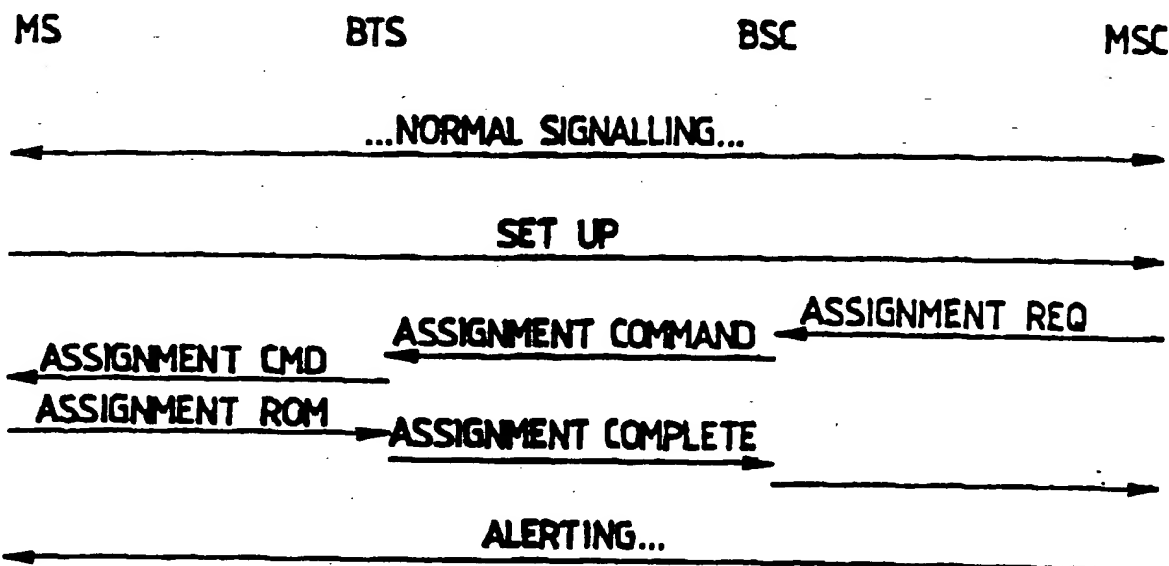 MS BTS BSC MSC
...NORMAL SIGNALLING...
SET UP
ASSIGNMENT REQ
ASSIGNMENT COMMAND
ASSIGNMENT CMD
ASSIGNMENT ROM
ASSIGNMENT COMPLETE
ALERTING...